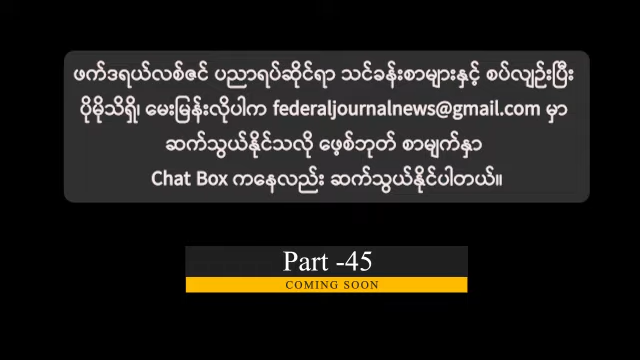 ဖက်ဒရယ်လစ်ဇင် ပညာရပ်ဆိုင်ရာ သင်ခန်းစာများနှင့် စပ်လျဉ်းပြီး
ပိုမိုသိရှိ၊ မေးမြန်းလိုပါက federaljournalnews@gmail.com မှာ
ဆက်သွယ်နိုင်သလို ဖေ့စ်ဘုတ် စာမျက်နှာ
Chat Box ကနေလည်း ဆက်သွယ်နိုင်ပါတယ်။
Part -45
COMING SOON